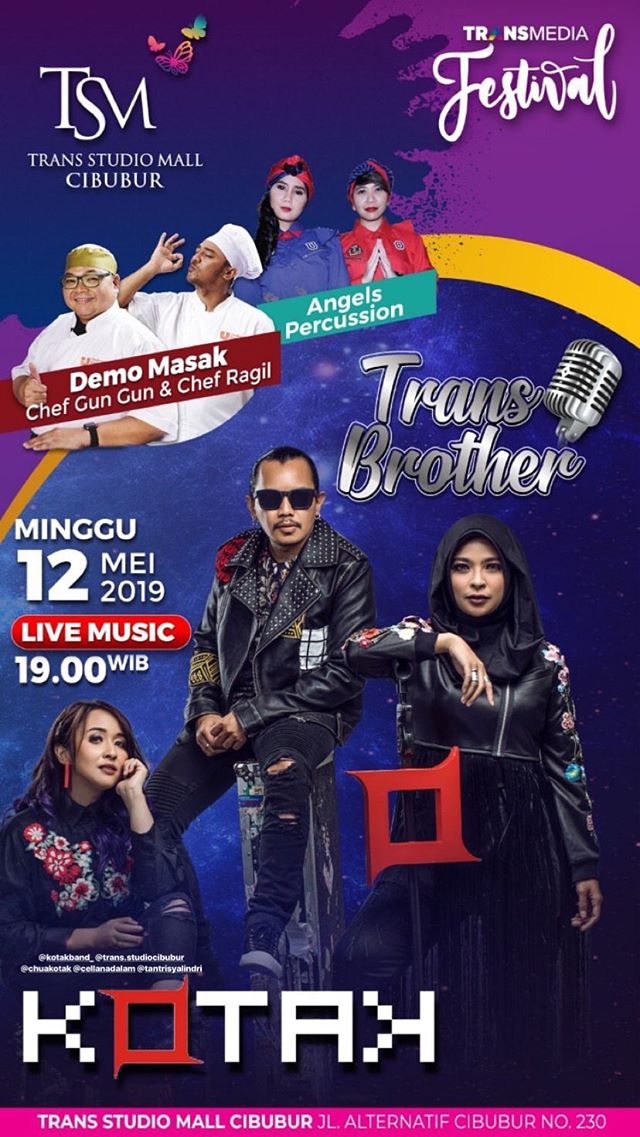 TSM
TRANS STUDIO MALL
CIBUBUR
TRANSMEDIA
Festival
Angels
Percussion
Demo Masak
Chef Gun Gun & Chef Ragil
Trans
Brother
MINGGU
12 MEI
2019
LIVE MUSIC
19.00 WIB
@kotakband_ @trans.studiocibubur
@chuakotak @cellanadalam @tantrisyalindri
KOTAK
TRANS STUDIO MALL CIBUBUR JL. ALTERNATIF CIBUBUR NO. 230